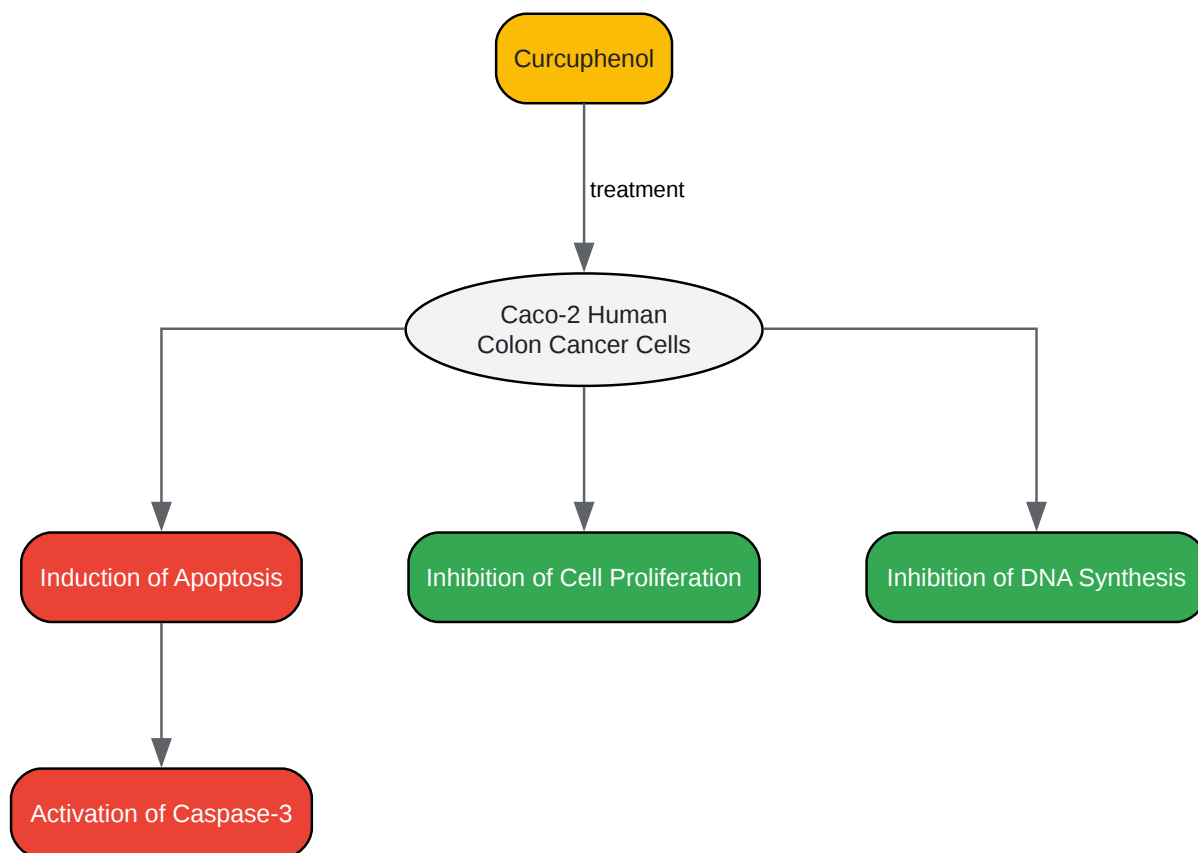 Curcuphenol
treatment
Caco-2 Human
Colon Cancer Cells
Induction of Apoptosis
Inhibition of Cell Proliferation
Inhibition of DNA Synthesis
Activation of Caspase-3